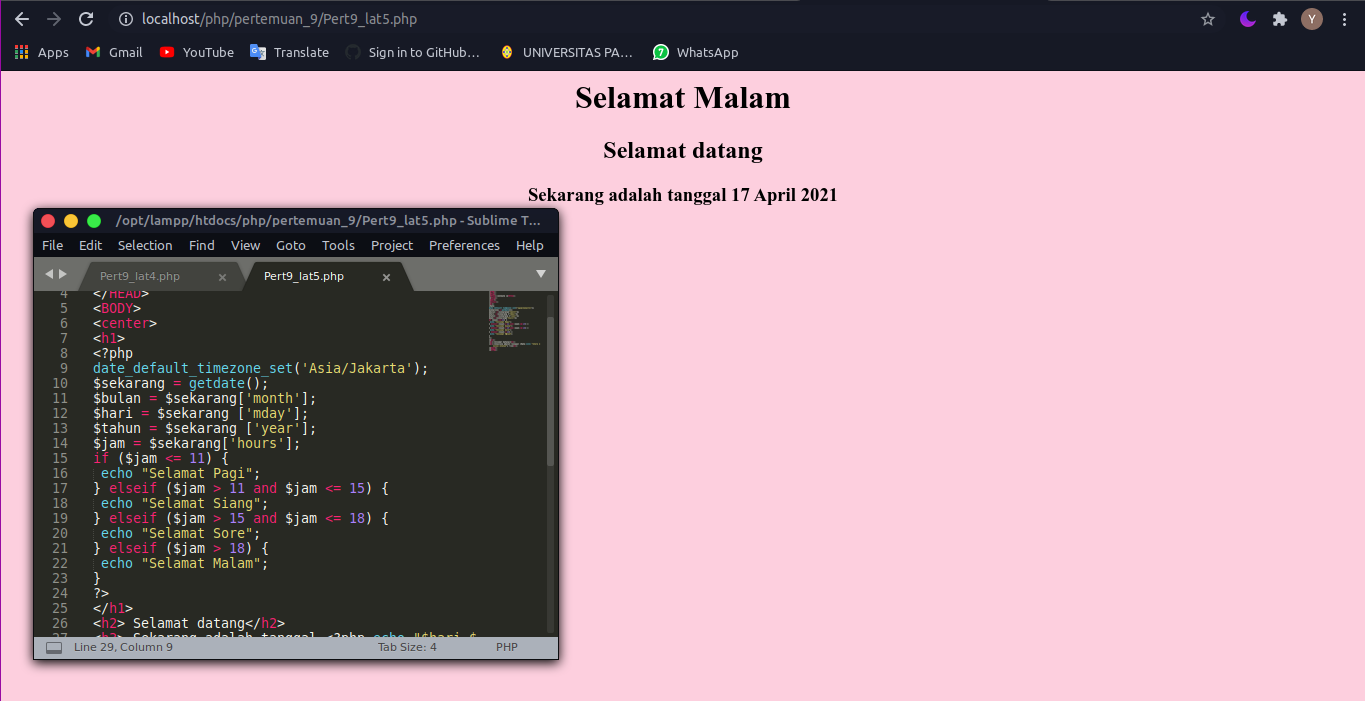 localhost/php/pertemuan_9/Pert9_lat5.php
Y
Apps Gmail YouTube Translate Sign in to GitHub... UNIVERSITAS PA... WhatsApp
Selamat Malam
Selamat datang
Sekarang adalah tanggal 17 April 2021
/opt/lampp/htdocs/php/pertemuan_9/Pert9_lat5.php - Sublime T...
File Edit Selection Find View Goto Tools Project Preferences Help
Pert9_lat4.php × Pert9_lat5.php ×
4 </HEAD>
5 <BODY>
6 <center>
7 <h1>
8 <?php
9 date_default_timezone_set('Asia/Jakarta');
10 $sekarang = getdate();
11 $bulan = $sekarang['month'];
12 $hari = $sekarang ['mday'];
13 $tahun = $sekarang ['year'];
14 $jam = $sekarang['hours'];
15 if ($jam <= 11) {
16 echo "Selamat Pagi";
17 } elseif ($jam > 11 and $jam <= 15) {
18 echo "Selamat Siang";
19 } elseif ($jam > 15 and $jam <= 18) {
20 echo "Selamat Sore";
21 } elseif ($jam > 18) {
22 echo "Selamat Malam";
23 }
24 ?>
25 </h1>
26 <h2> Selamat datang</h2>
27 <h3> Sekarang adalah tanggal <?php echo "$hari $
Line 29, Column 9 Tab Size: 4 PHP